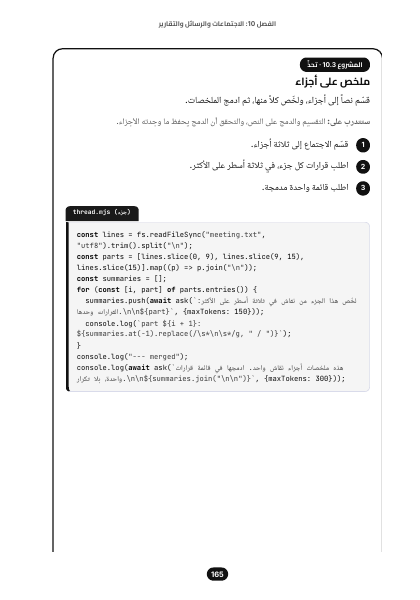 الفصل 10: الاجتماعات والرسائل والتقارير
المشروع 10.3 · تحدٍّ
ملخص على أجزاء
قسّم نصاً إلى أجزاء، ولخّص كلاً منها، ثم ادمج الملخصات.
ستتدرب على: التقسيم والدمج على النص، والتحقق أن الدمج يحفظ ما وجدته الأجزاء.
1 قسّم الاجتماع إلى ثلاثة أجزاء.
2 اطلب قرارات كل جزء، في ثلاثة أسطر على الأكثر.
3 اطلب قائمة واحدة مدمجة.
thread.mjs (جزء)
const lines = fs.readFileSync("meeting.txt",
"utf8").trim().split("\n");
const parts = [lines.slice(0, 9), lines.slice(9, 15),
lines.slice(15)].map((p) => p.join("\n"));
const summaries = [];
for (const [i, part] of parts.entries()) {
summaries.push(await ask(`لخّص هذا الجزء من نقاش في ثلاثة أسطر على الأكثر:
القرارات وحدها.\n\n${part}`, {maxTokens: 150}));
console.log(`part ${i + 1}:
${summaries.at(-1).replace(/\s*\n\s*/g, " / ")}`);
}
console.log("--- merged");
console.log(await ask(`هذه ملخصات أجزاء نقاش واحد. ادمجها في قائمة قرارات
واحدة، بلا تكرار.\n\n${summaries.join("\n\n")}`, {maxTokens: 300}));
165